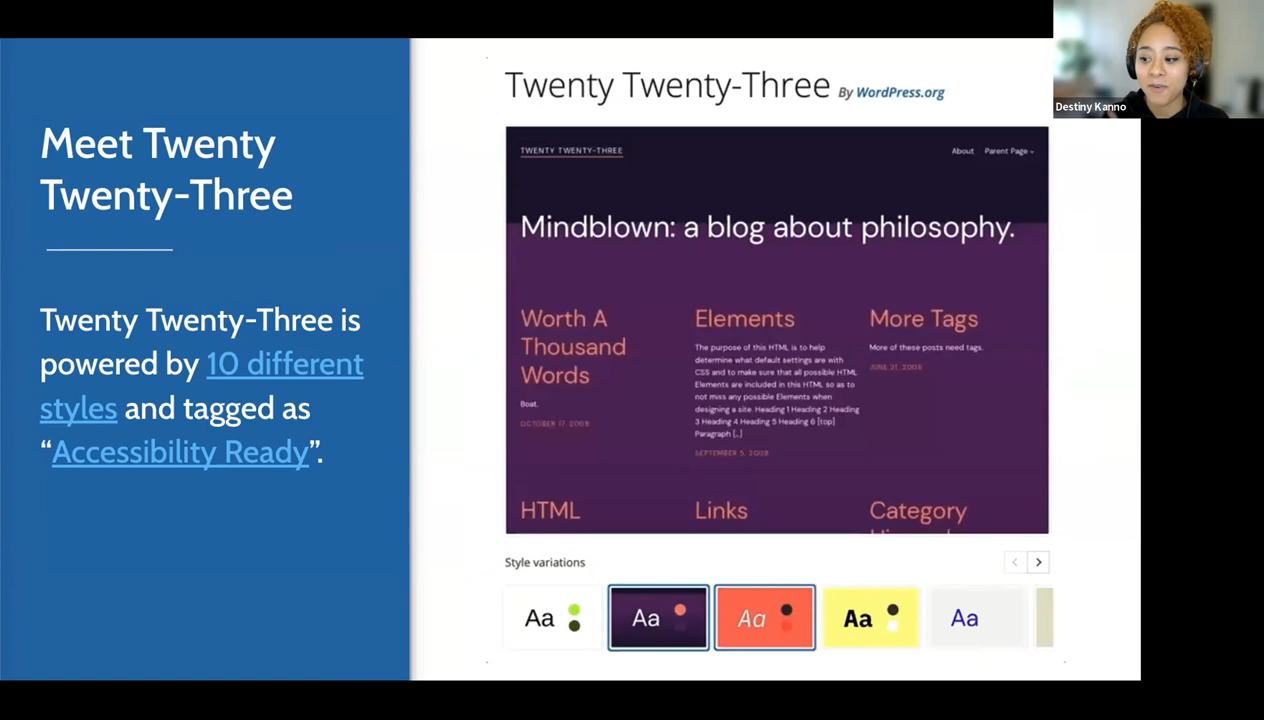 Meet Twenty
Twenty-Three
Twenty Twenty-Three is
powered by 10 different
styles and tagged as
“Accessibility Ready”.
Twenty Twenty-Three By WordPress.org
TWENTY TWENTY-THREE
About Parent Page
Mindblown: a blog about philosophy.
Worth A
Thousand
Words
Boat.
OCTOBER 17, 2008
Elements
The purpose of this HTML is to help
determine what default settings are with
CSS and to make sure that all possible HTML
Elements are included in this HTML so as to
not miss any possible Elements when
designing a site. Heading 1 Heading 2 Heading
3 Heading 4 Heading 5 Heading 6 [top]
Paragraph […]
SEPTEMBER 5, 2008
More Tags
More of these posts need tags.
JUNE 21, 2008
HTML
Links
Category
Style variations
Aa
Aa
Aa
Aa
Aa
Destiny Kanno